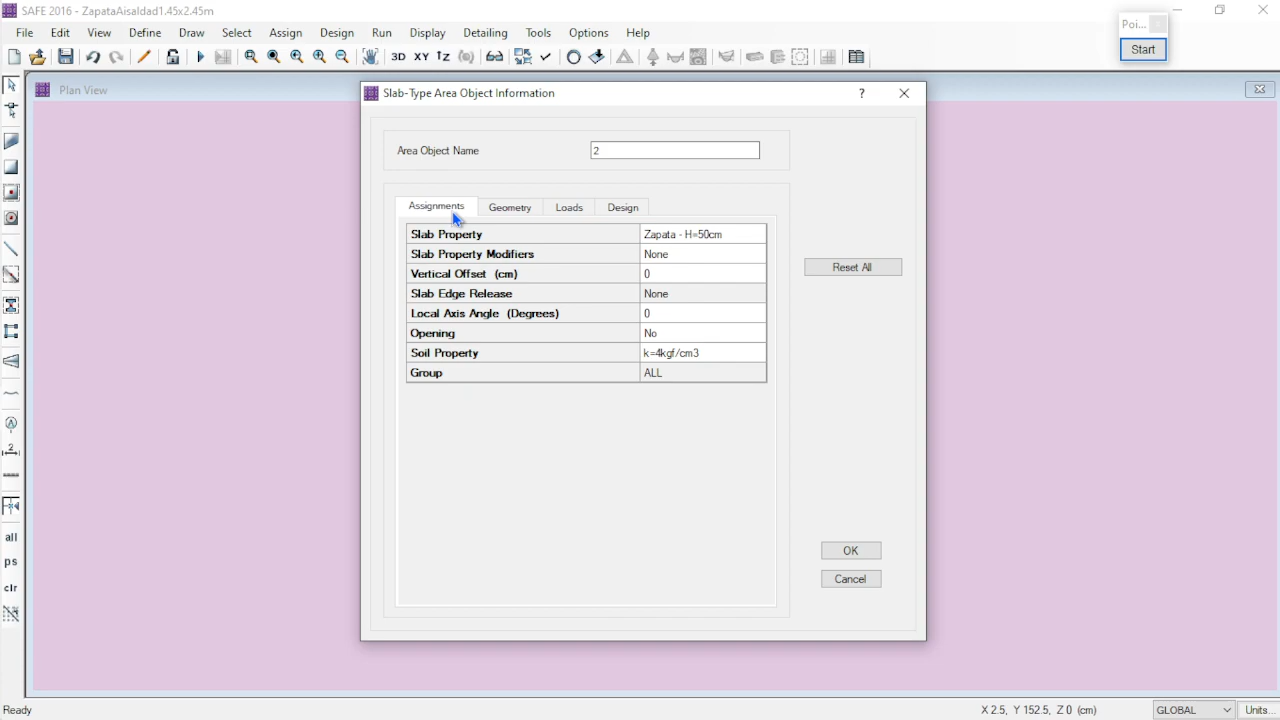 SAFE 2016 - ZapataAisaldad1.45x2.45m
Poi...
File Edit View Define Draw Select Assign Design Run Display Detailing Tools Options Help
Start
3D XY
Plan View
Slab-Type Area Object Information ?
Area Object Name 2
Assignments Geometry Loads Design
Slab Property Zapata - H=50cm
Slab Property Modifiers None
Vertical Offset (cm) 0
Slab Edge Release None
Local Axis Angle (Degrees) 0
Opening No
Soil Property k=4kgf/cm3
Group ALL
Reset All
OK
Cancel
all
ps
clr
Ready X 2.5, Y 152.5, Z 0 (cm) GLOBAL Units...